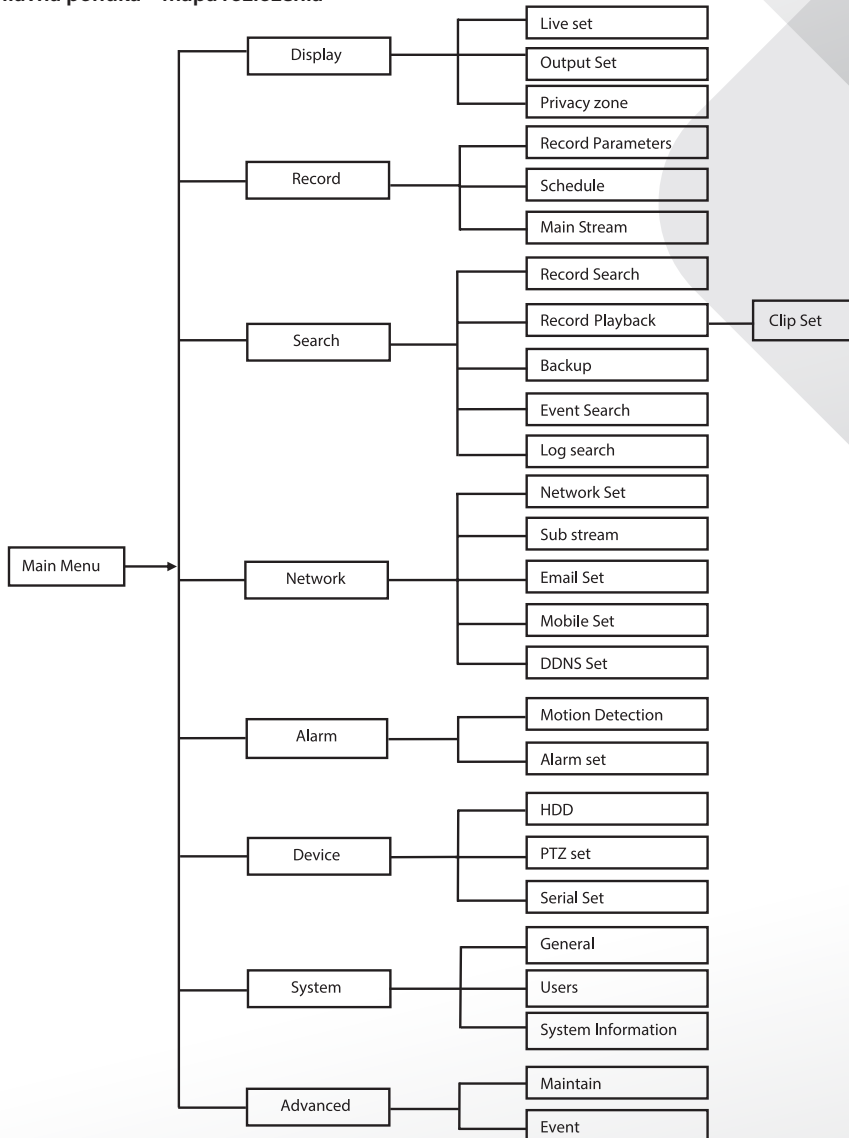 Display
Live set
Output Set
Privacy zone
Record
Record Parameters
Schedule
Main Stream
Search
Record Search
Record Playback
Clip Set
Backup
Event Search
Log search
Main Menu
Network
Network Set
Sub stream
Email Set
Mobile Set
DDNS Set
Alarm
Motion Detection
Alarm set
Device
HDD
PTZ set
Serial Set
System
General
Users
System Information
Advanced
Maintain
Event